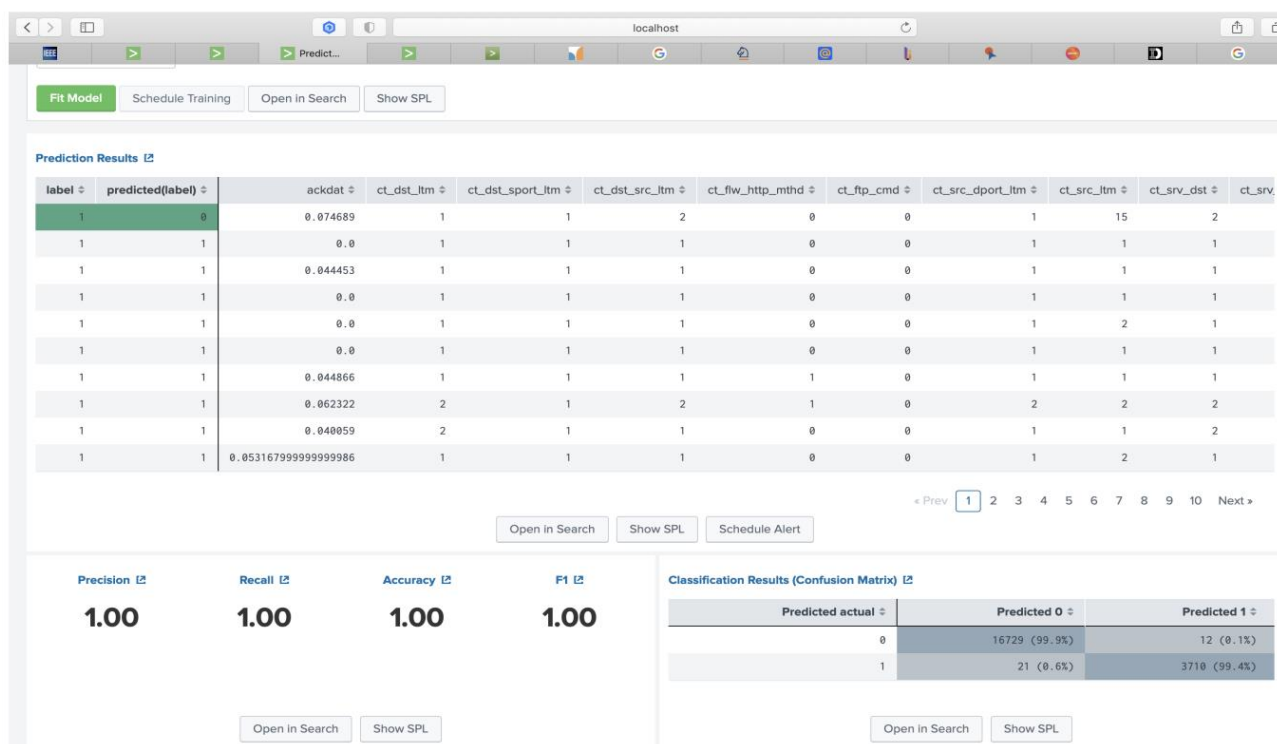 localhost
IEEE Predict...
Fit Model Schedule Training Open in Search Show SPL
Prediction Results
label predicted(label) ackdat ct_dst_ltm ct_dst_sport_ltm ct_dst_src_ltm ct_flw_http_mthd ct_ftp_cmd ct_src_dport_ltm ct_src_ltm ct_srv_dst ct_srv_
1 0 0.074689 1 1 2 0 0 1 15 2
1 1 0.0 1 1 1 0 0 1 1 1
1 1 0.044453 1 1 1 0 0 1 1 1
1 1 0.0 1 1 1 0 0 1 1 1
1 1 0.0 1 1 1 0 0 1 2 1
1 1 0.0 1 1 1 0 0 1 1 1
1 1 0.044866 1 1 1 1 0 1 1 1
1 1 0.062322 2 1 2 1 0 2 2 2
1 1 0.040059 2 1 1 0 0 1 1 2
1 1 0.053167999999999986 1 1 1 0 0 1 2 1
« Prev 1 2 3 4 5 6 7 8 9 10 Next »
Open in Search Show SPL Schedule Alert
Precision Recall Accuracy F1 Classification Results (Confusion Matrix)
1.00 1.00 1.00 1.00
Predicted actual Predicted 0 Predicted 1
0 16729 (99.9%) 12 (0.1%)
1 21 (0.6%) 3710 (99.4%)
Open in Search Show SPL Open in Search Show SPL